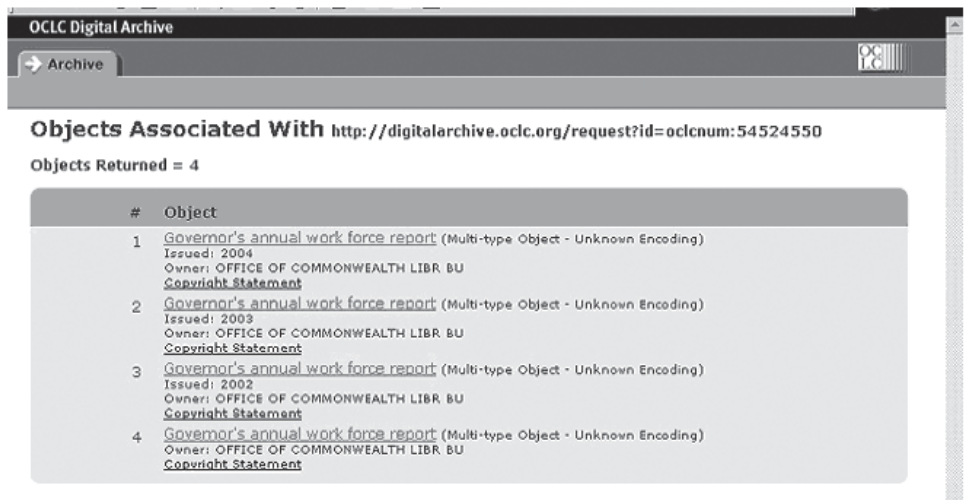 OCLC Digital Archive
Archive
OC
LC
Objects Associated With http://digitalarchive.oclc.org/request?id=oclcnum:54524550
Objects Returned = 4
# Object
1 Governor's annual work force report (Multi-type Object - Unknown Encoding)
Issued: 2004
Owner: OFFICE OF COMMONWEALTH LIBR BU
Copyright Statement
2 Governor's annual work force report (Multi-type Object - Unknown Encoding)
Issued: 2003
Owner: OFFICE OF COMMONWEALTH LIBR BU
Copyright Statement
3 Governor's annual work force report (Multi-type Object - Unknown Encoding)
Issued: 2002
Owner: OFFICE OF COMMONWEALTH LIBR BU
Copyright Statement
4 Governor's annual work force report (Multi-type Object - Unknown Encoding)
Owner: OFFICE OF COMMONWEALTH LIBR BU
Copyright Statement